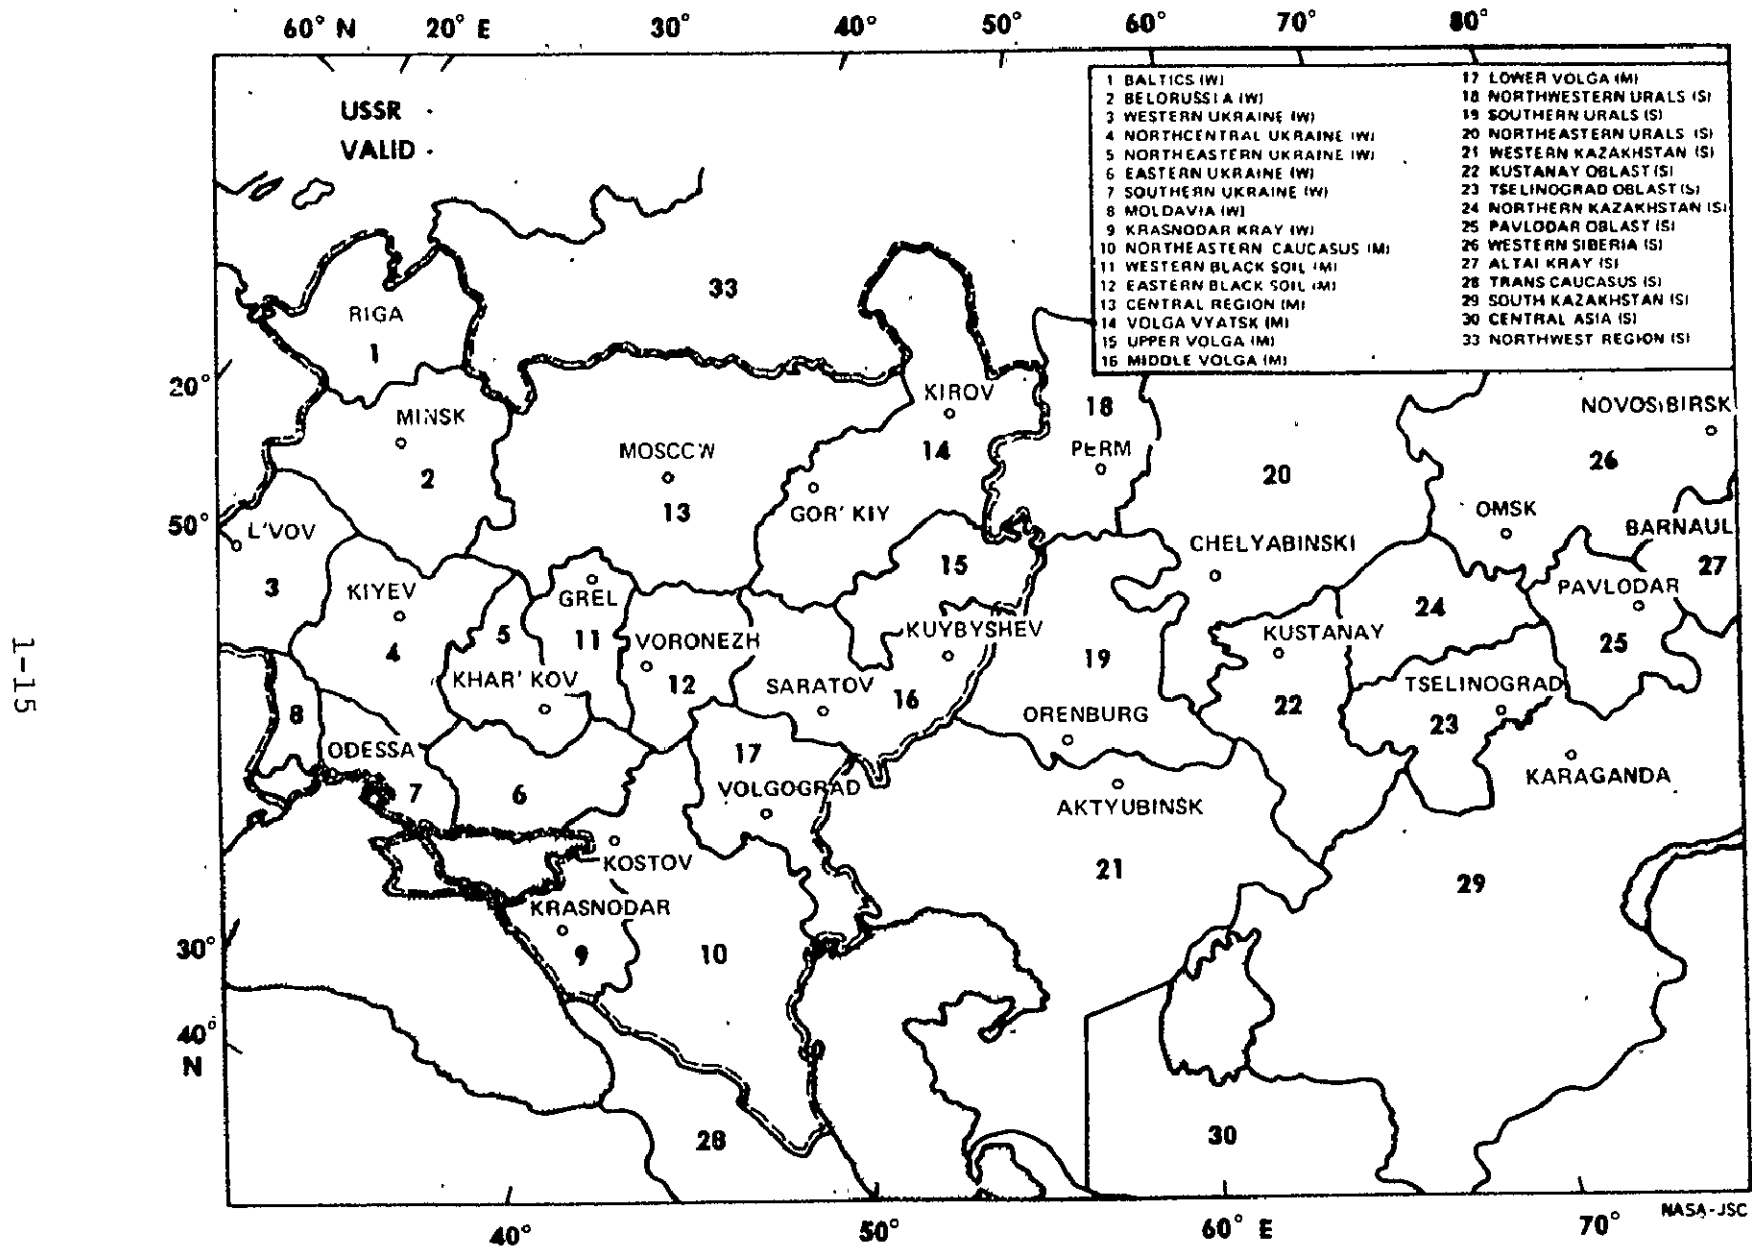 60° N 20° E 30° 40° 50° 60° 70° 80°
USSR
VALID
1 BALTICS (W)
2 BELORUSSIA (W)
3 WESTERN UKRAINE (W)
4 NORTHCENTRAL UKRAINE (W)
5 NORTHEASTERN UKRAINE (W)
6 EASTERN UKRAINE (W)
7 SOUTHERN UKRAINE (W)
8 MOLDAVIA (W)
9 KRASNODAR KRAY (W)
10 NORTHEASTERN CAUCASUS (M)
11 WESTERN BLACK SOIL (M)
12 EASTERN BLACK SOIL (M)
13 CENTRAL REGION (M)
14 VOLGA VYATSK (M)
15 UPPER VOLGA (M)
16 MIDDLE VOLGA (M)
17 LOWER VOLGA (M)
18 NORTHWESTERN URALS (S)
19 SOUTHERN URALS (S)
20 NORTHEASTERN URALS (S)
21 WESTERN KAZAKHSTAN (S)
22 KUSTANAY OBLAST (S)
23 TSELINOGRAD OBLAST (S)
24 NORTHERN KAZAKHSTAN (S)
25 PAVLODAR OBLAST (S)
26 WESTERN SIBERIA (S)
27 ALTAI KRAY (S)
28 TRANS CAUCASUS (S)
29 SOUTH KAZAKHSTAN (S)
30 CENTRAL ASIA (S)
33 NORTHWEST REGION (S)
33
RIGA
1
20°
KIROV
18
NOVOSIBIRSK
MINSK
MOSCOW
14
PERM
26
2
20
50°
L'VOV
13
GOR' KIY
OMSK
BARNAUL
CHELYABINSKI
3
KIYEV
GREL
15
27
PAVLODAR
24
4
5
11
VORONEZH
KUYBYSHEV
KUSTANAY
25
KHAR' KOV
12
SARATOV
19
TSELINOGRAD
8
16
ORENBURG
22
23
ODESSA
17
KARAGANDA
7
6
VOLGOGRAD
AKTYUBINSK
KOSTOV
21
29
KRASNODAR
30°
9
10
40°
N
28
30
40° 50° 60° E 70°
NASA-JSC
1-15